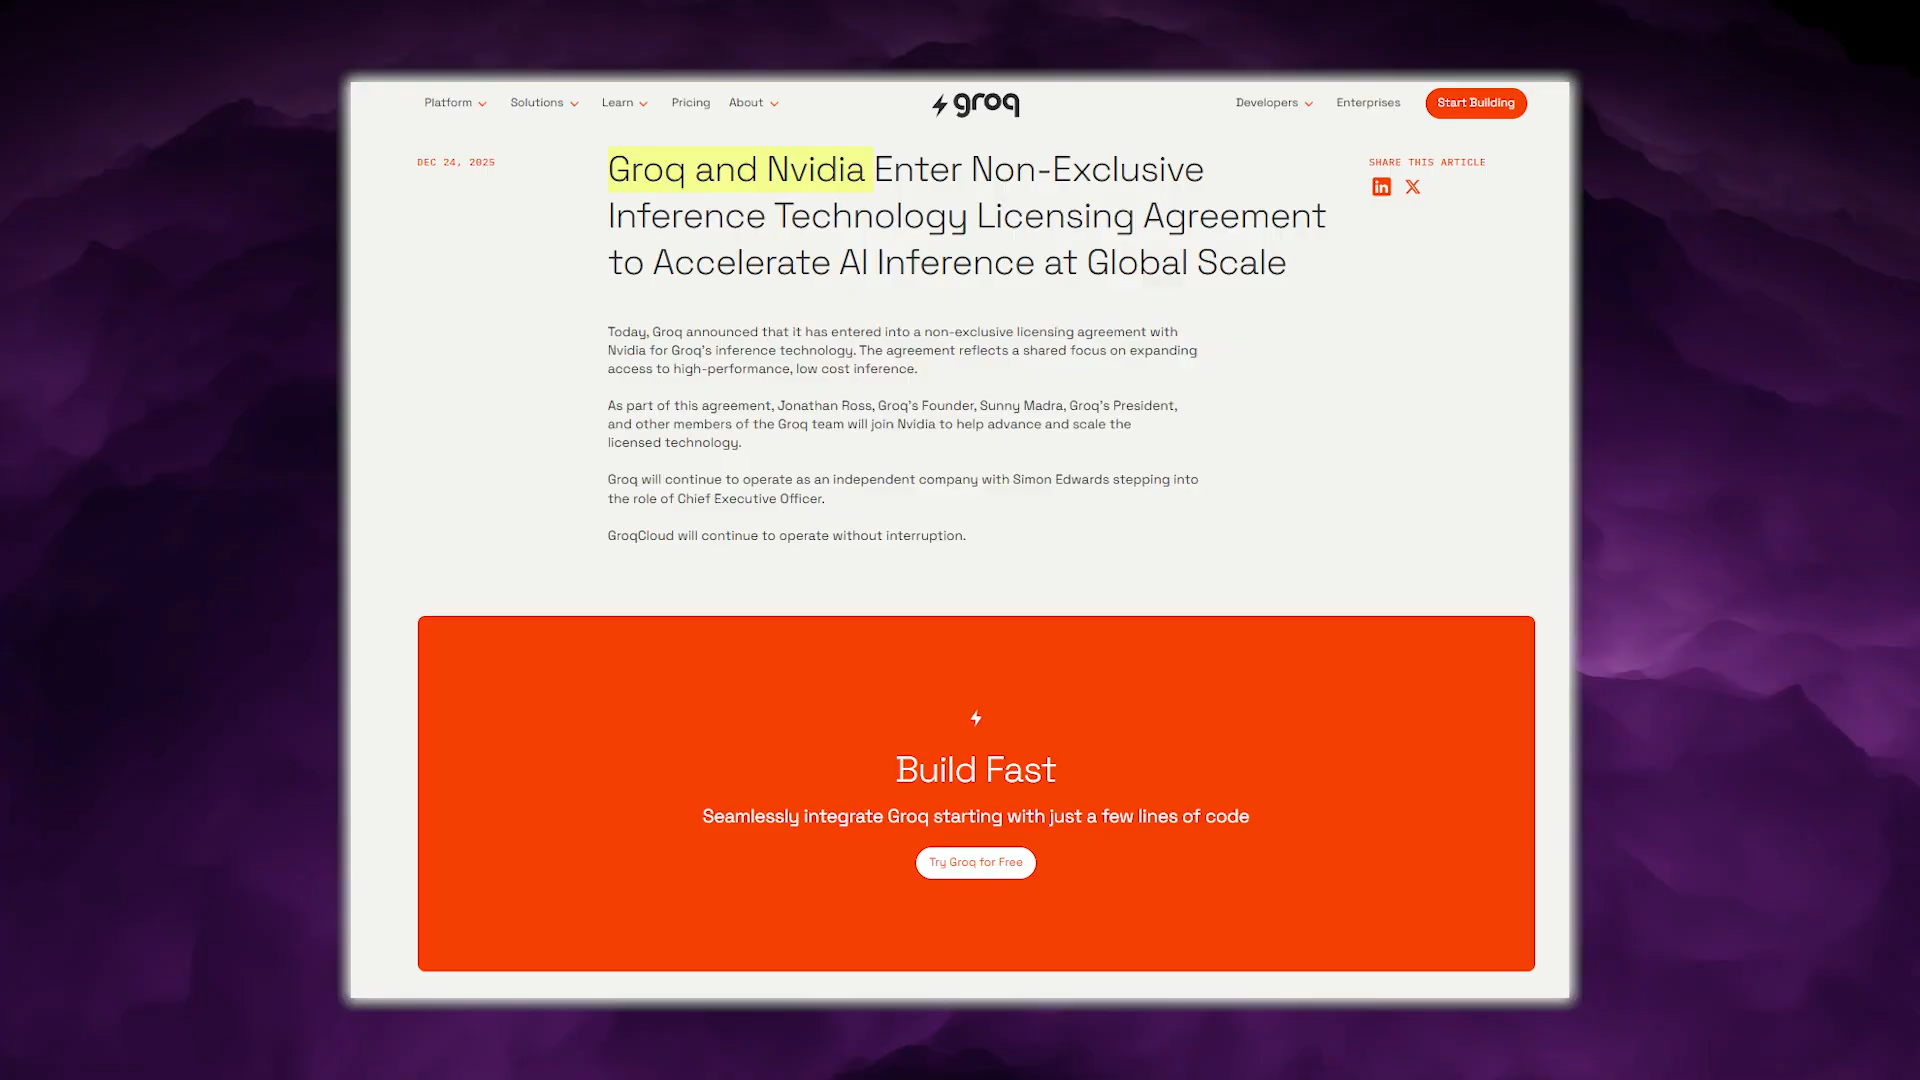 Platform Solutions Learn Pricing About groq Developers Enterprises Start Building
DEC 24, 2025
Groq and Nvidia Enter Non-Exclusive
Inference Technology Licensing Agreement
to Accelerate AI Inference at Global Scale
SHARE THIS ARTICLE
Today, Groq announced that it has entered into a non-exclusive licensing agreement with
Nvidia for Groq's inference technology. The agreement reflects a shared focus on expanding
access to high-performance, low cost inference.
As part of this agreement, Jonathan Ross, Groq's Founder, Sunny Madra, Groq's President,
and other members of the Groq team will join Nvidia to help advance and scale the
licensed technology.
Groq will continue to operate as an independent company with Simon Edwards stepping into
the role of Chief Executive Officer.
GroqCloud will continue to operate without interruption.
Build Fast
Seamlessly integrate Groq starting with just a few lines of code
Try Groq for Free